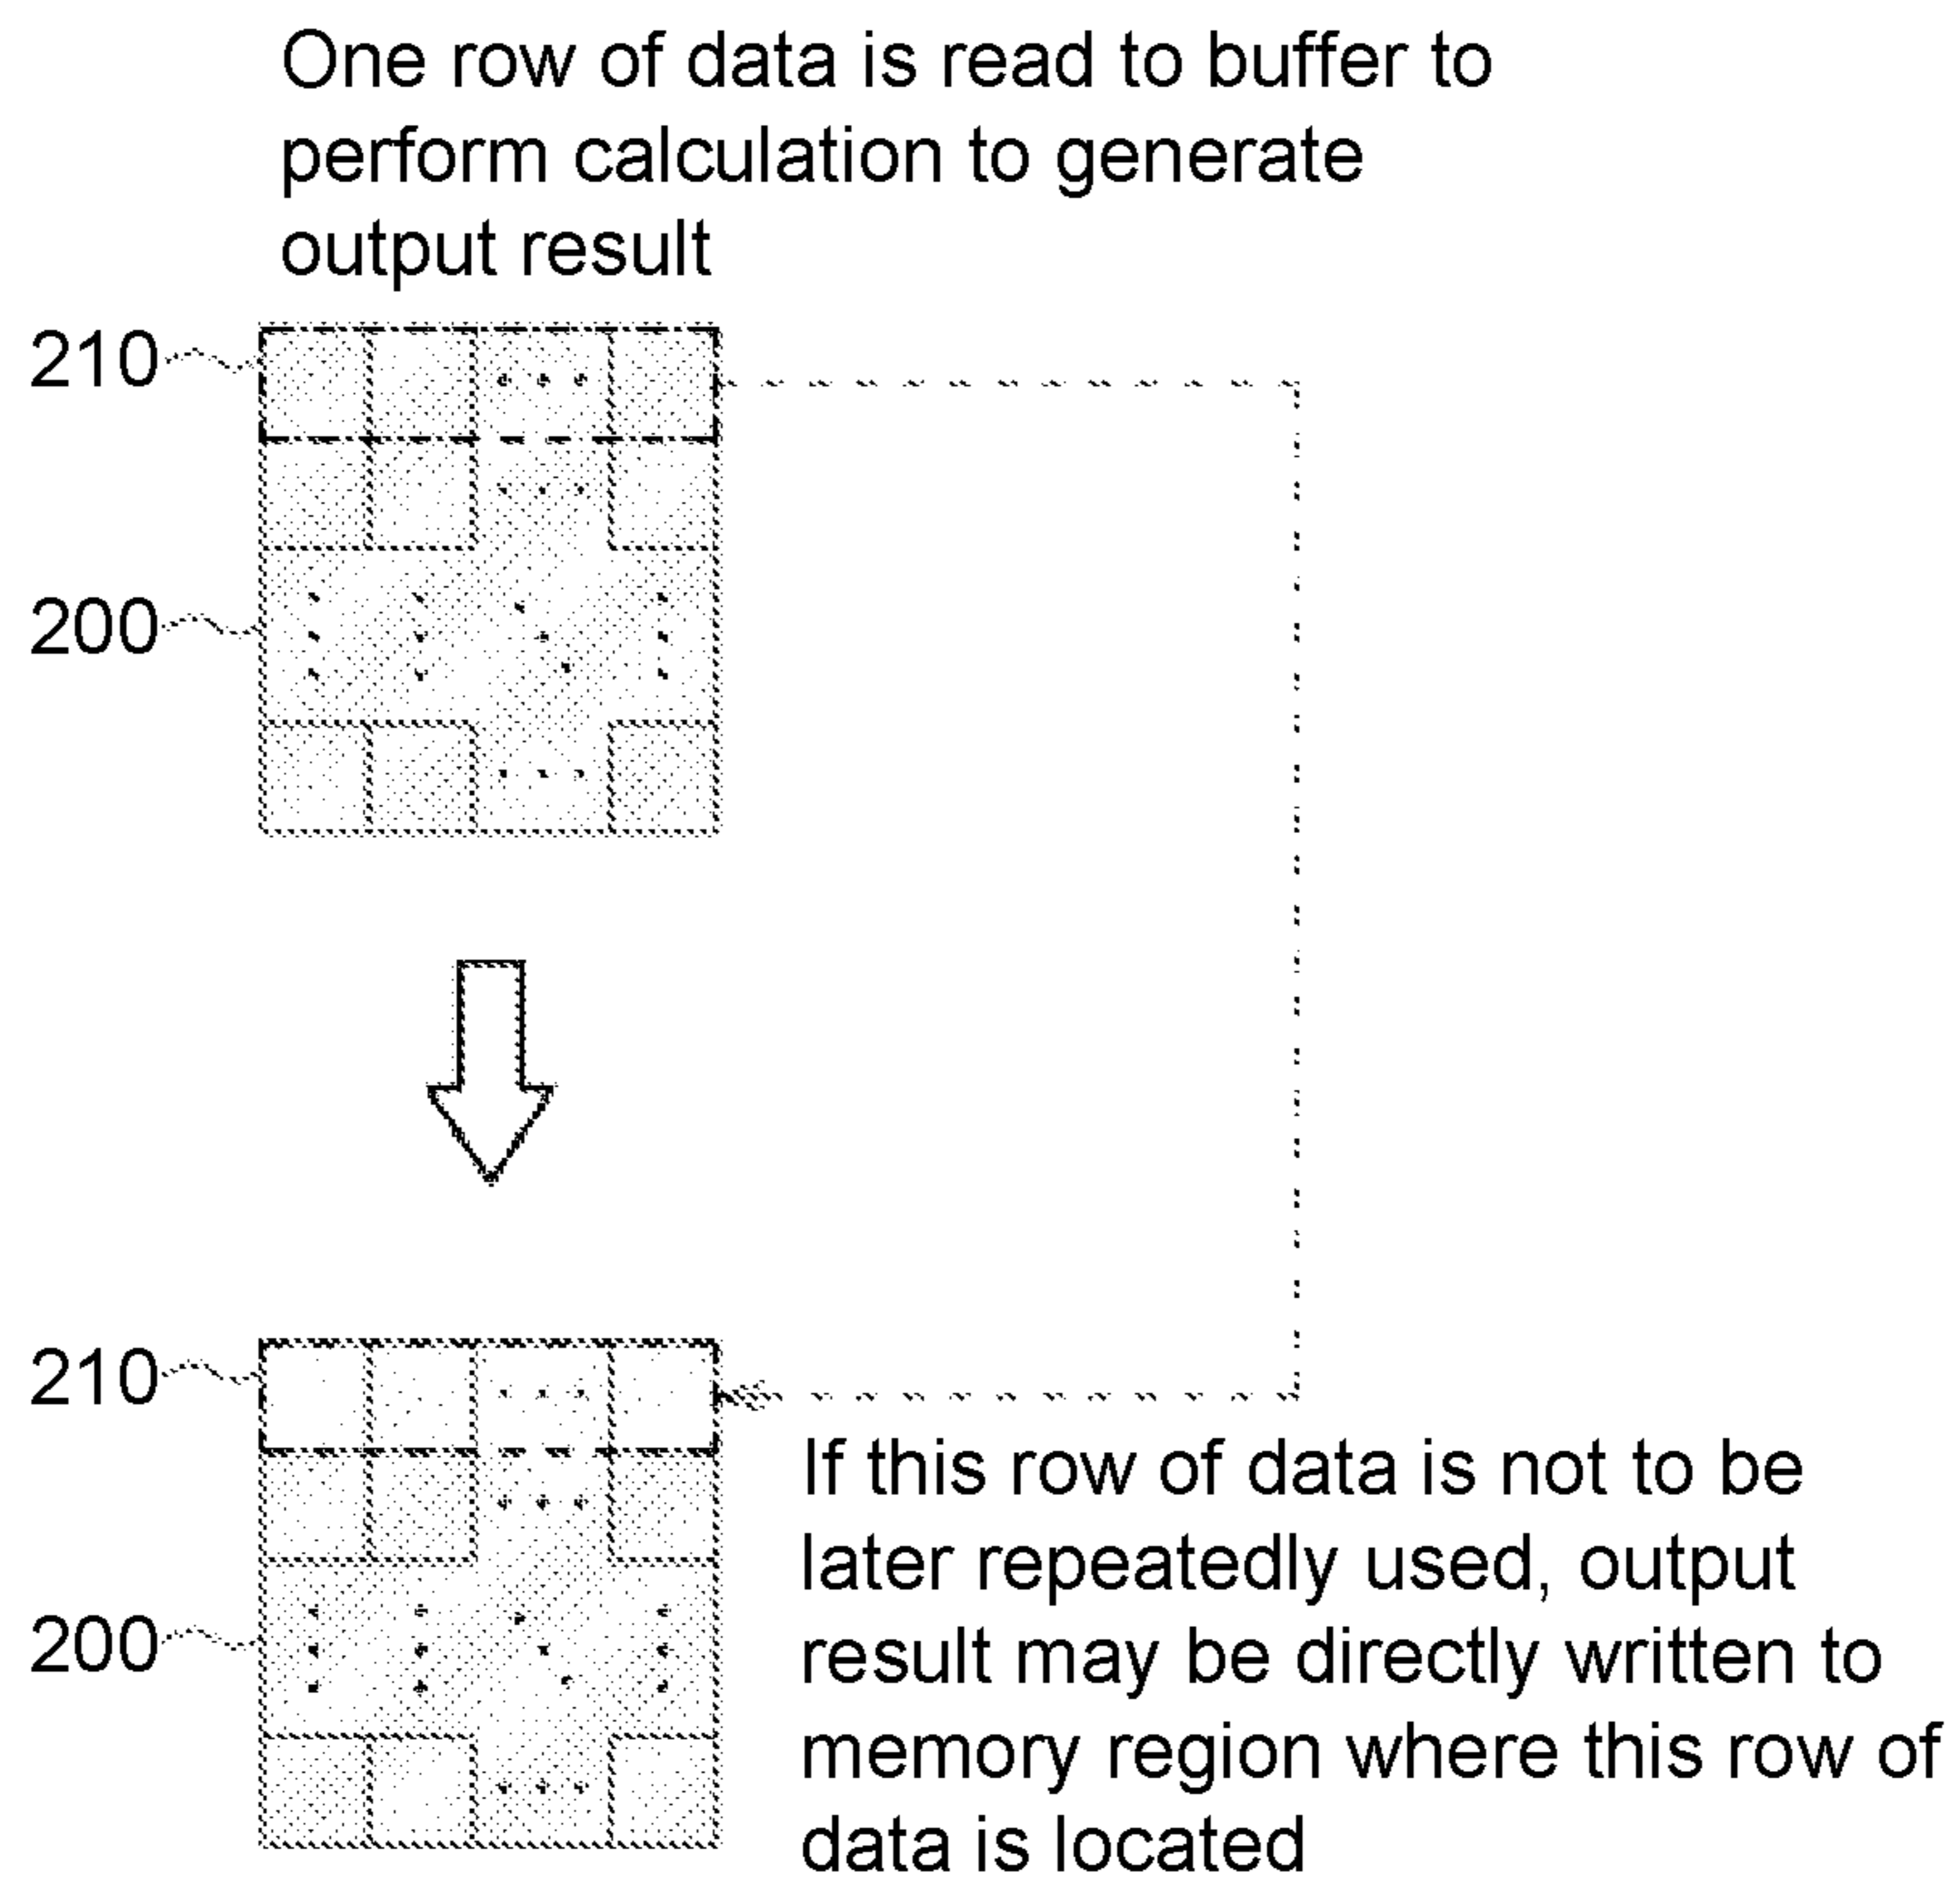 One row of data is read to buffer to
perform calculation to generate
output result
210
200
210
If this row of data is not to be
later repeatedly used, output
200
result may be directly written to
memory region where this row of
data is located